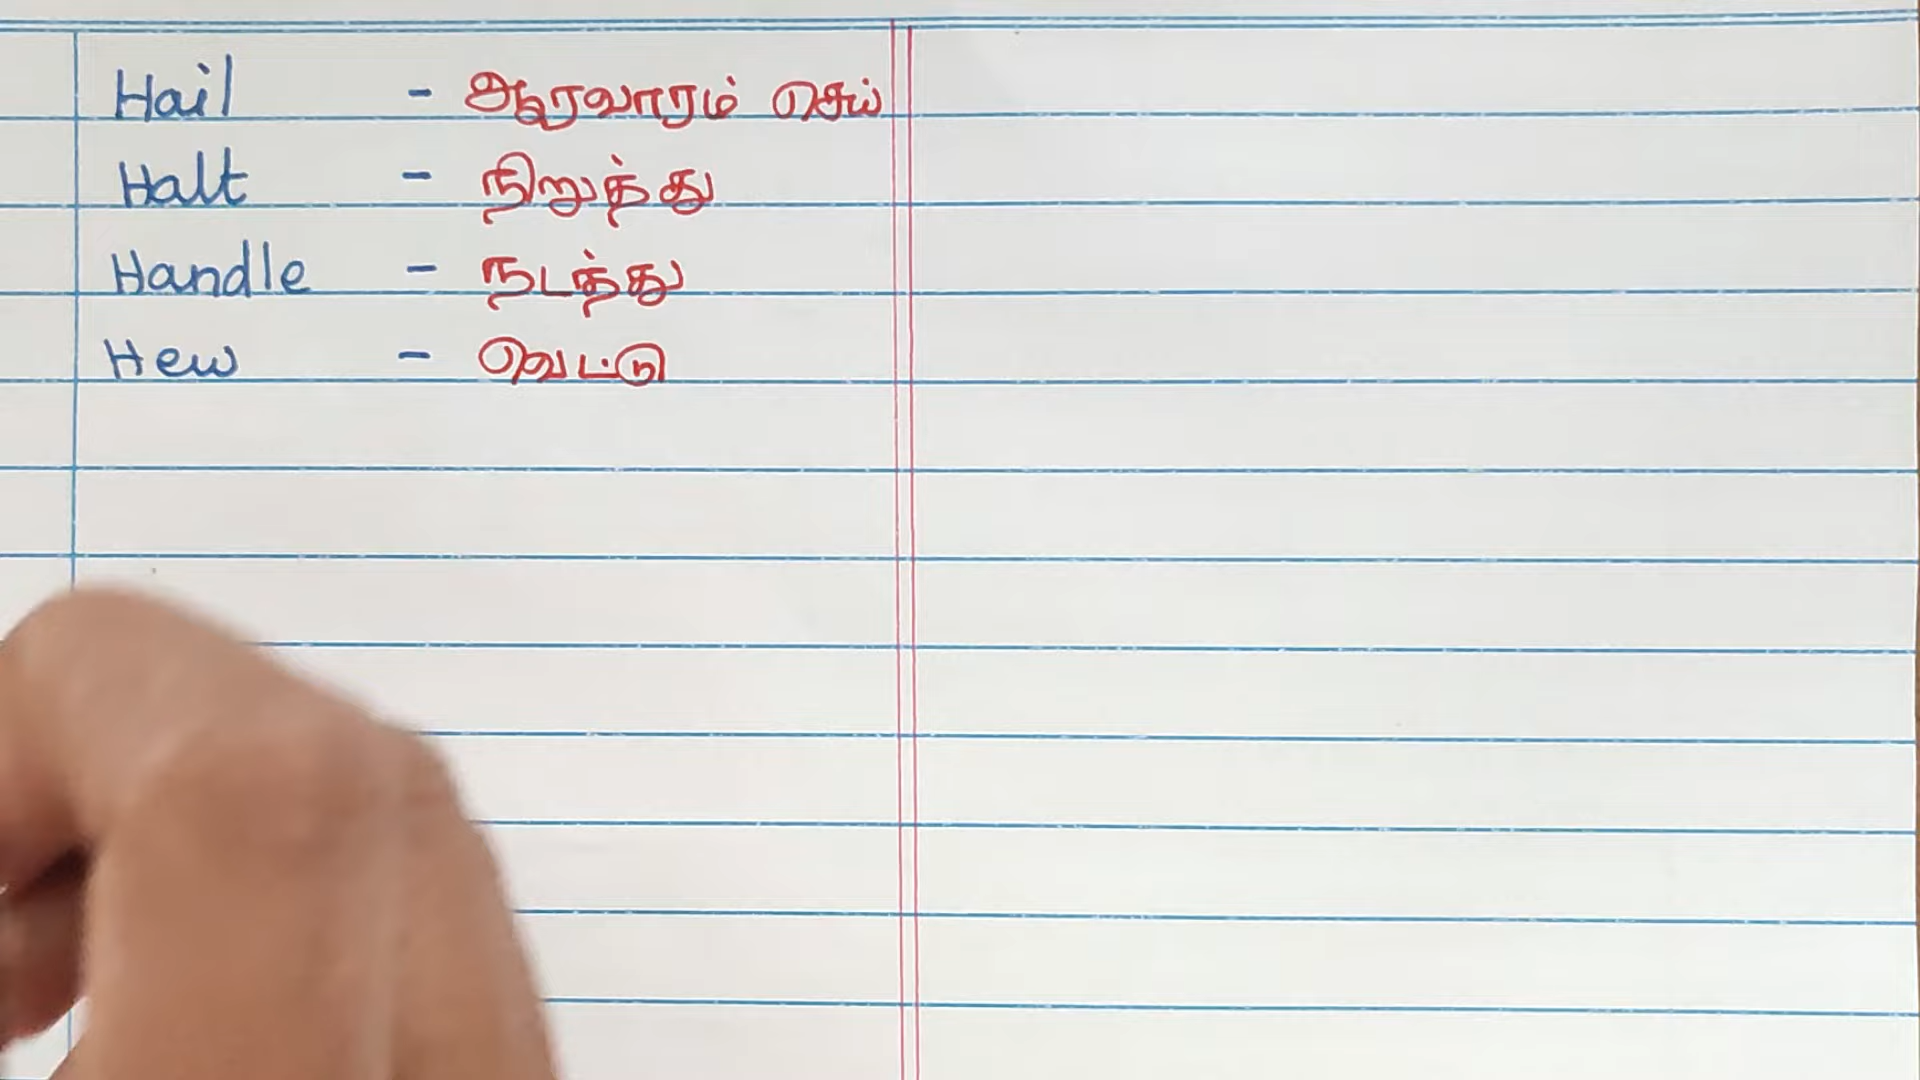 Hail - ஆரவாரம் செய்
Halt - நிறுத்து
Handle - நடத்து
Hew - வெட்டு